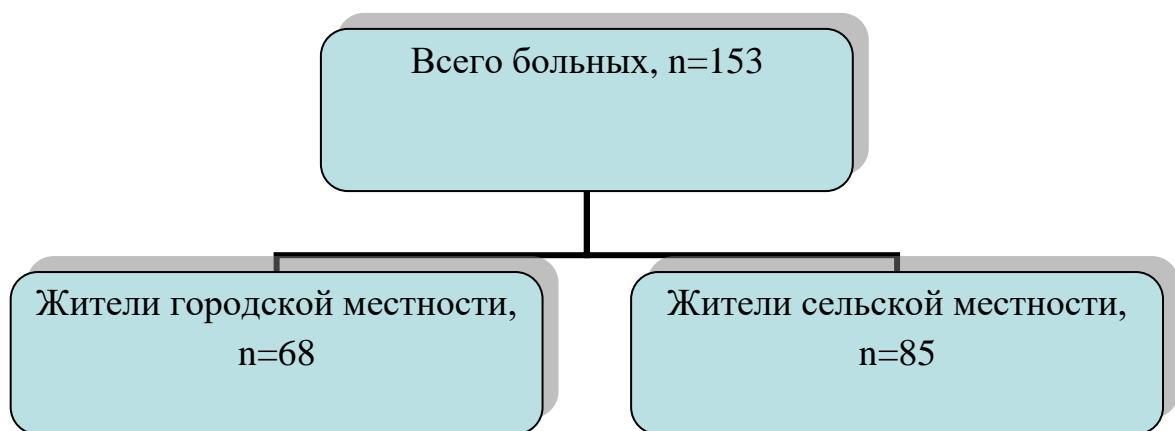 Всего больных, n=153
Жители городской местности,
n=68
Жители сельской местности,
n=85